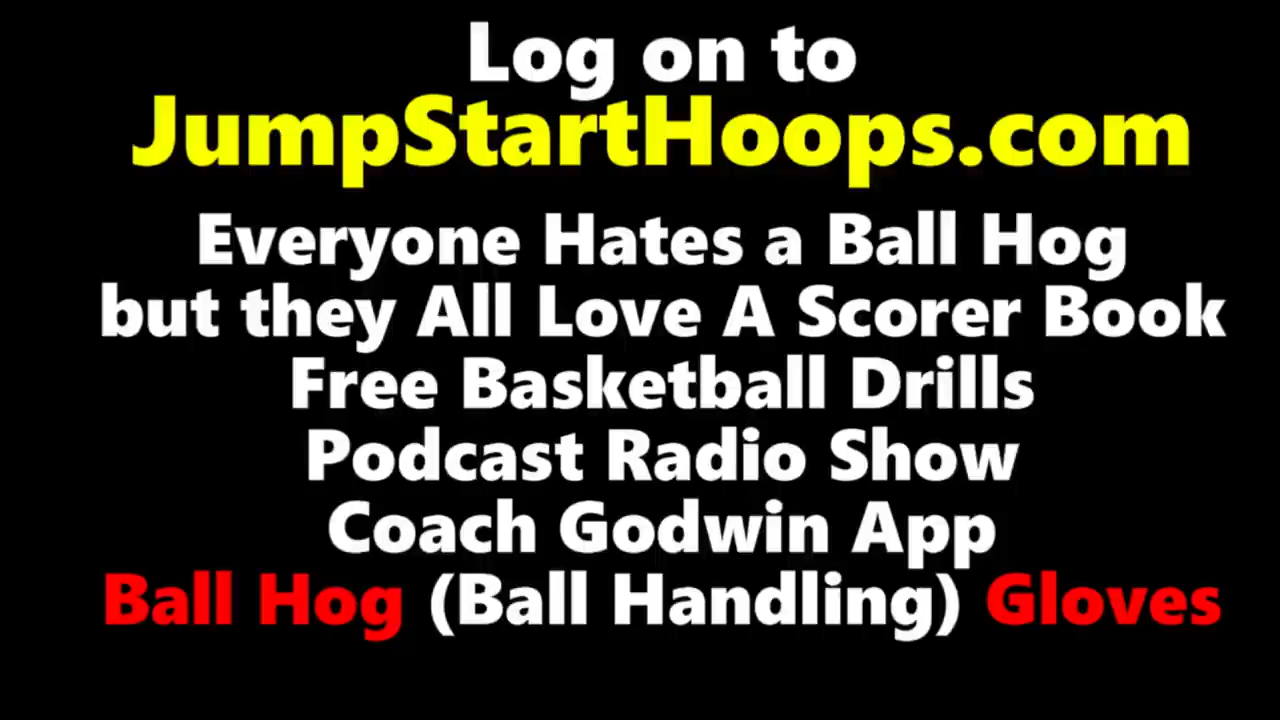 Log on to
JumpStartHoops.com
Everyone Hates a Ball Hog
but they All Love A Scorer Book
Free Basketball Drills
Podcast Radio Show
Coach Godwin App
Ball Hog (Ball Handling) Gloves